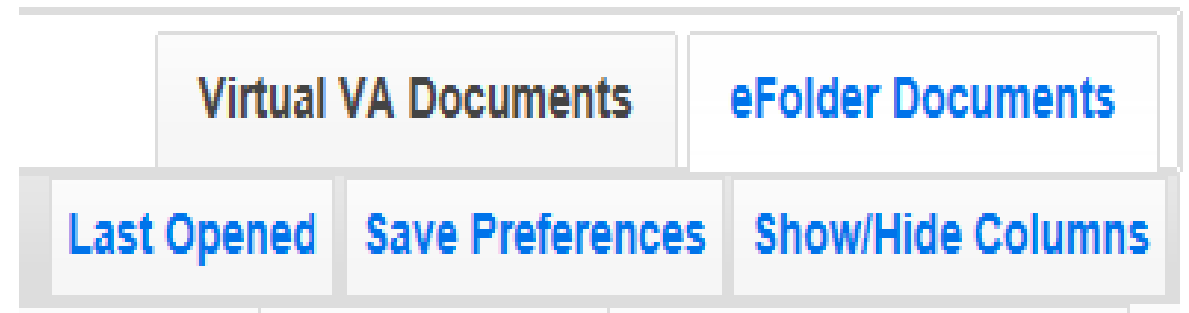 Virtual VA Documents eFolder Documents
Last Opened Save Preferences Show/Hide Columns